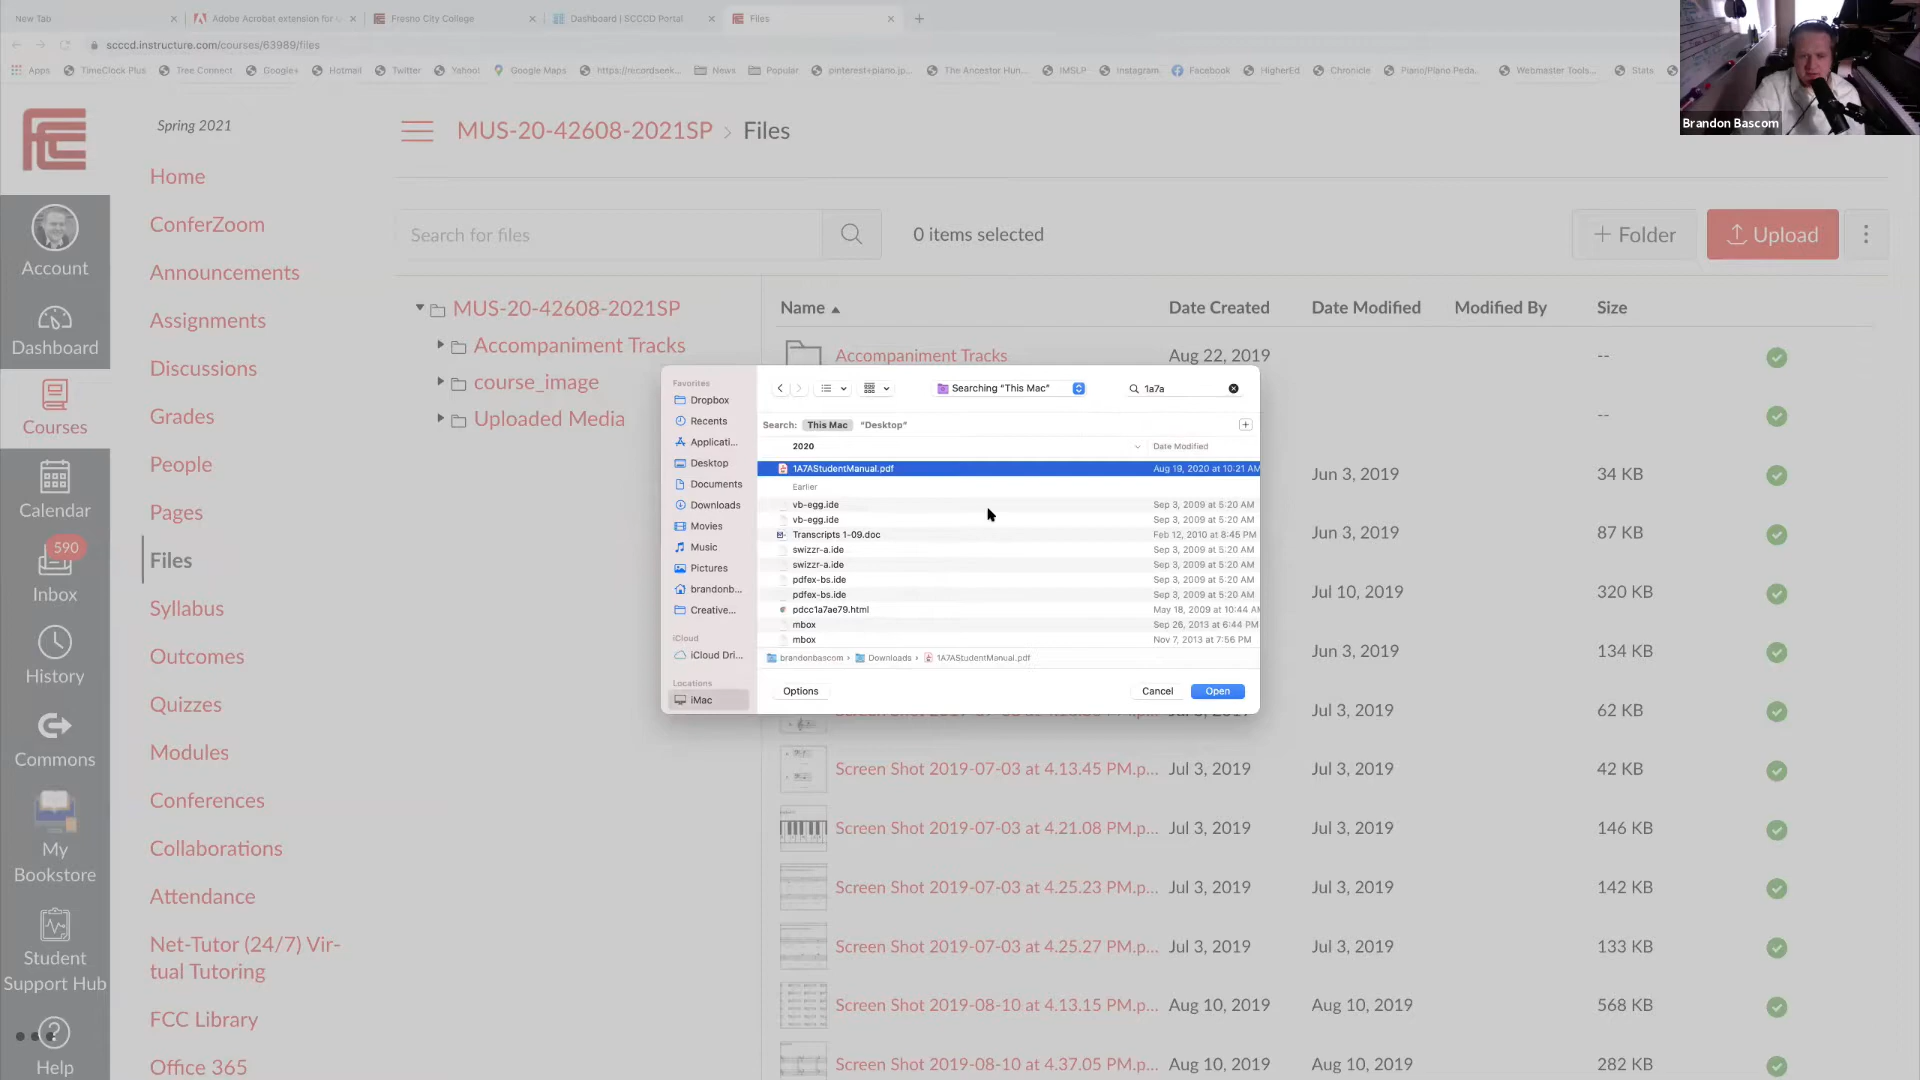 New Tab
Adobe Acrobat extension for
Fresno City College
Dashboard | SCCCD Portal
Files
scccd.instructure.com/courses/63989/files
Apps
TimeClock Plus
Tree Connect
Google+
Hotmail
Twitter
Yahoo!
Google Maps
https://recordseek...
News
Popular
pinterest+piano.jp...
The Ancestor Hun...
IMSLP
Instagram
Facebook
HigherEd
Chronicle
Piano/Piano Peda...
Webmaster Tools...
Stats
Brandon Bascom
Account
Dashboard
Courses
Calendar
590
Inbox
History
Commons
My
Bookstore
Student
Support Hub
Help
Spring 2021
Home
ConferZoom
Announcements
Assignments
Discussions
Grades
People
Pages
Files
Syllabus
Outcomes
Quizzes
Modules
Conferences
Collaborations
Attendance
Net-Tutor (24/7) Vir-
tual Tutoring
FCC Library
Office 365
MUS-20-42608-2021SP › Files
Search for files
0 items selected
+ Folder
Upload
MUS-20-42608-2021SP
Accompaniment Tracks
course_image
Uploaded Media
Name Date Created Date Modified Modified By Size
Accompaniment Tracks Aug 22, 2019 --
--
Jun 3, 2019 34 KB
Jun 3, 2019 87 KB
Jul 10, 2019 320 KB
Jun 3, 2019 134 KB
Jul 3, 2019 62 KB
Screen Shot 2019-07-03 at 4.13.45 PM.p... Jul 3, 2019 Jul 3, 2019 42 KB
Screen Shot 2019-07-03 at 4.21.08 PM.p... Jul 3, 2019 Jul 3, 2019 146 KB
Screen Shot 2019-07-03 at 4.25.23 PM.p... Jul 3, 2019 Jul 3, 2019 142 KB
Screen Shot 2019-07-03 at 4.25.27 PM.p... Jul 3, 2019 Jul 3, 2019 133 KB
Screen Shot 2019-08-10 at 4.13.15 PM.p... Aug 10, 2019 Aug 10, 2019 568 KB
Screen Shot 2019-08-10 at 4.37.05 PM.p... Aug 10, 2019 Aug 10, 2019 282 KB
Favorites
Dropbox
Recents
Applicati...
Desktop
Documents
Downloads
Movies
Music
Pictures
brandonb...
Creative...
iCloud
iCloud Dri...
Locations
iMac
Searching "This Mac"
1a7a
Search: This Mac "Desktop"
2020 Date Modified
1A7AStudentManual.pdf Aug 19, 2020 at 10:21 AM
Earlier
vb-egg.ide Sep 3, 2009 at 5:20 AM
vb-egg.ide Sep 3, 2009 at 5:20 AM
Transcripts 1-09.doc Feb 12, 2010 at 8:45 PM
swizzr-a.ide Sep 3, 2009 at 5:20 AM
swizzr-a.ide Sep 3, 2009 at 5:20 AM
pdfex-bs.ide Sep 3, 2009 at 5:20 AM
pdfex-bs.ide Sep 3, 2009 at 5:20 AM
pdcc1a7ae79.html May 18, 2009 at 10:44 AM
mbox Sep 26, 2013 at 6:44 PM
mbox Nov 7, 2013 at 7:56 PM
brandonbascom › Downloads › 1A7AStudentManual.pdf
Options
Cancel
Open